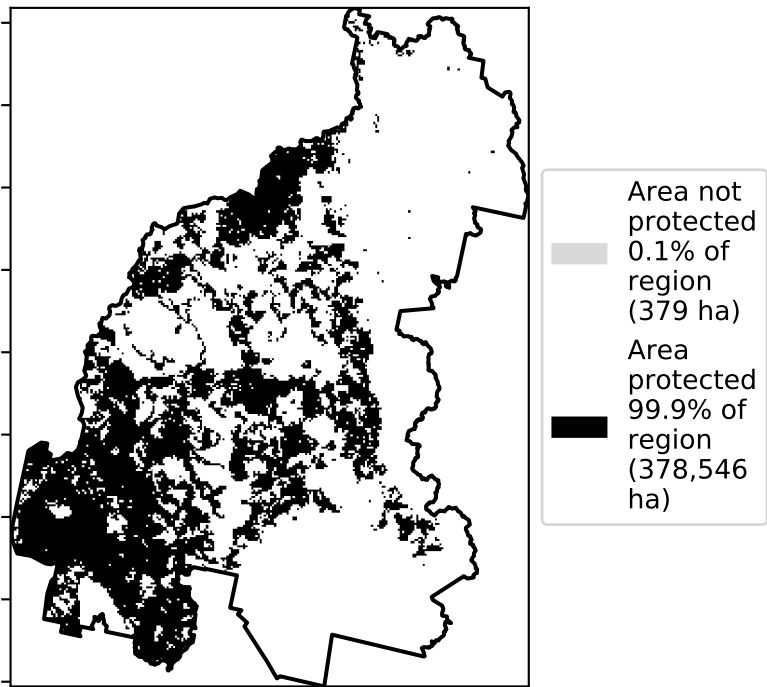 Area not
protected
0.1% of
region
(379 ha)
Area
protected
99.9% of
region
(378,546
ha)